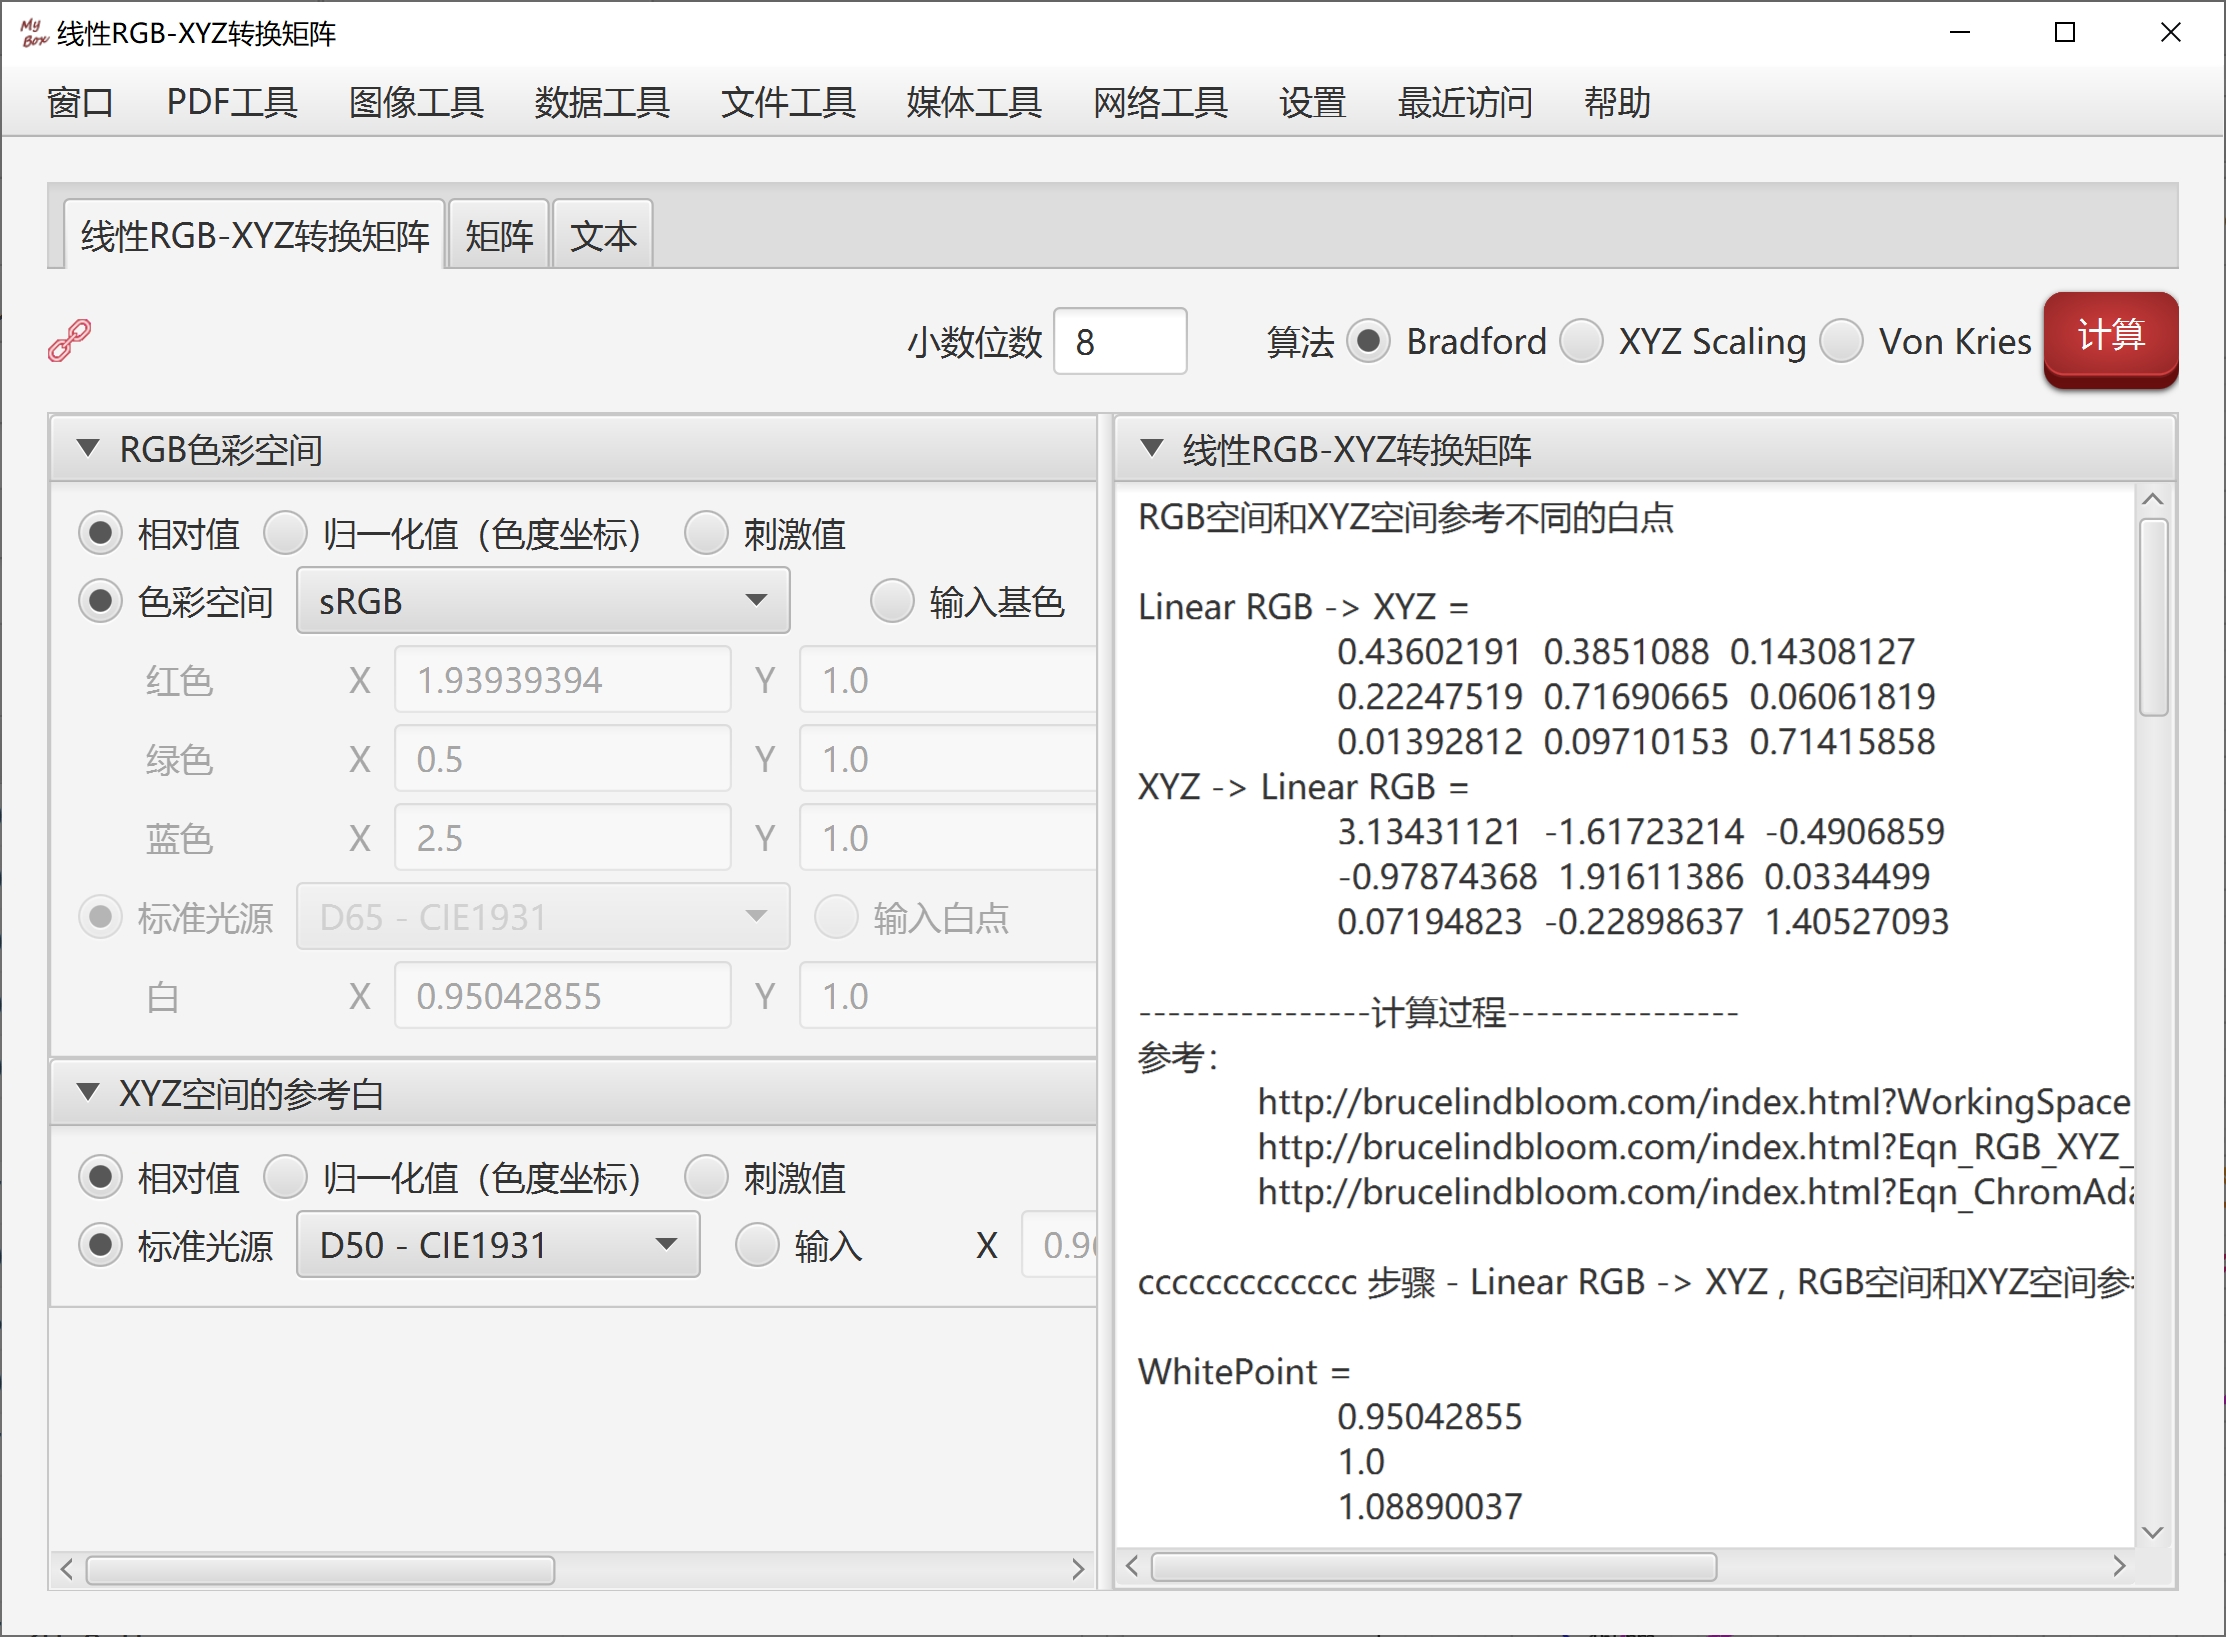 My Box 线性RGB-XYZ转换矩阵
窗口 PDF工具 图像工具 数据工具 文件工具 媒体工具 网络工具 设置 最近访问 帮助
线性RGB-XYZ转换矩阵 矩阵 文本
小数位数 8 算法 Bradford XYZ Scaling Von Kries 计算
RGB色彩空间
相对值 归一化值（色度坐标） 刺激值
色彩空间 sRGB 输入基色
红色 X 1.93939394 Y 1.0
绿色 X 0.5 Y 1.0
蓝色 X 2.5 Y 1.0
标准光源 D65 - CIE1931 输入白点
白 X 0.95042855 Y 1.0
XYZ空间的参考白
相对值 归一化值（色度坐标） 刺激值
标准光源 D50 - CIE1931 输入 X
线性RGB-XYZ转换矩阵
RGB空间和XYZ空间参考不同的白点
Linear RGB -> XYZ =
0.43602191 0.3851088 0.14308127
0.22247519 0.71690665 0.06061819
0.01392812 0.09710153 0.71415858
XYZ -> Linear RGB =
3.13431121 -1.61723214 -0.4906859
-0.97874368 1.91611386 0.0334499
0.07194823 -0.22898637 1.40527093
----------------计算过程----------------
参考：
http://brucelindbloom.com/index.html?WorkingSpace
http://brucelindbloom.com/index.html?Eqn_RGB_XYZ_
http://brucelindbloom.com/index.html?Eqn_ChromAda
ccccccccccccc 步骤 - Linear RGB -> XYZ , RGB空间和XYZ空间参
WhitePoint =
0.95042855
1.0
1.08890037